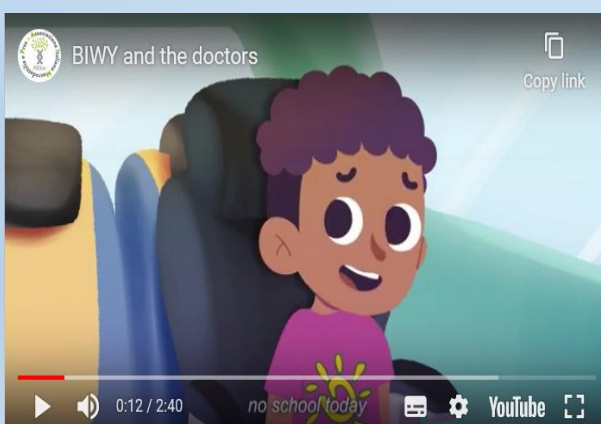 BIWY and the doctors
Copy link
0:12 / 2:40
no school today
YouTube